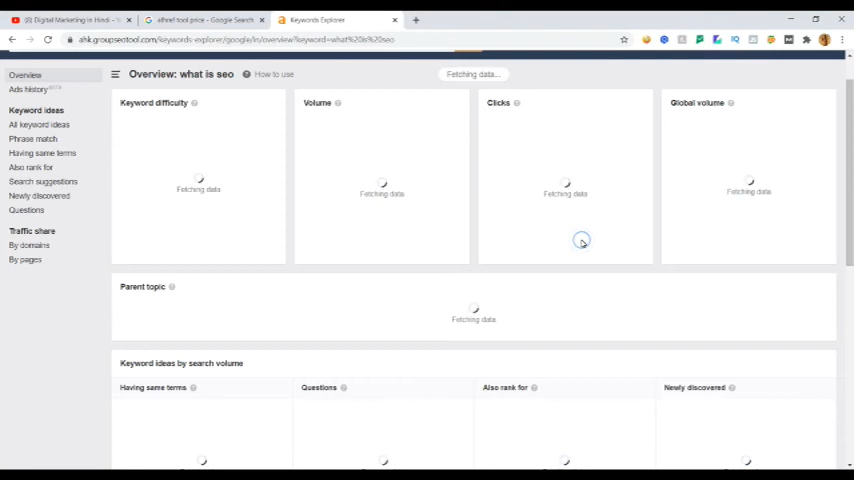 (0) Digital Marketing in Hindi - Y
athref tool price - Google Search
Keywords Explorer
ahk.groupseotool.com/keywords-explorer/google/in/overview?keyword=what%20is%20seo
Overview
Overview: what is seo
How to use
Fetching data...
Ads history BETA
Keyword ideas
All keyword ideas
Phrase match
Having same terms
Also rank for
Search suggestions
Newly discovered
Questions
Traffic share
By domains
By pages
Keyword difficulty
Fetching data
Volume
Fetching data
Clicks
Fetching data
Global volume
Fetching data
Parent topic
Fetching data
Keyword ideas by search volume
Having same terms
Questions
Also rank for
Newly discovered